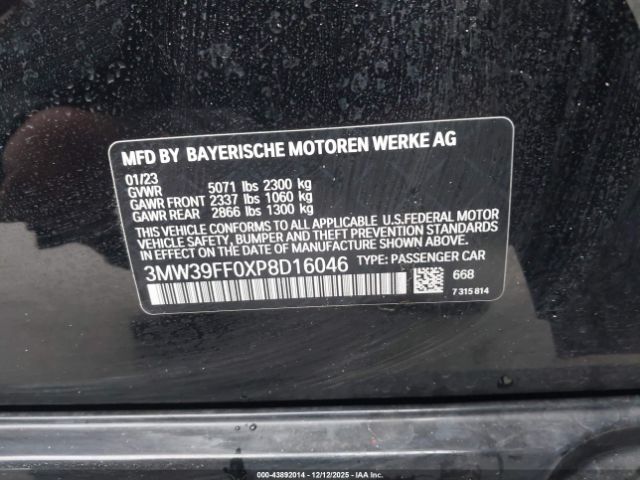 MFD BY BAYERISCHE MOTOREN WERKE AG
01/23
GVWR 5071 lbs 2300 kg
GAWR FRONT 2337 lbs 1060 kg
GAWR REAR 2866 lbs 1300 kg
THIS VEHICLE CONFORMS TO ALL APPLICABLE U.S.FEDERAL MOTOR
VEHICLE SAFETY, BUMPER AND THEFT PREVENTION STANDARDS
IN EFFECT ON THE DATE OF MANUFACTURE SHOWN ABOVE.
3MW39FF0XP8D16046 TYPE: PASSENGER CAR
668
7 315 814
000-43892014 - 12/12/2025 - IAAI.COM